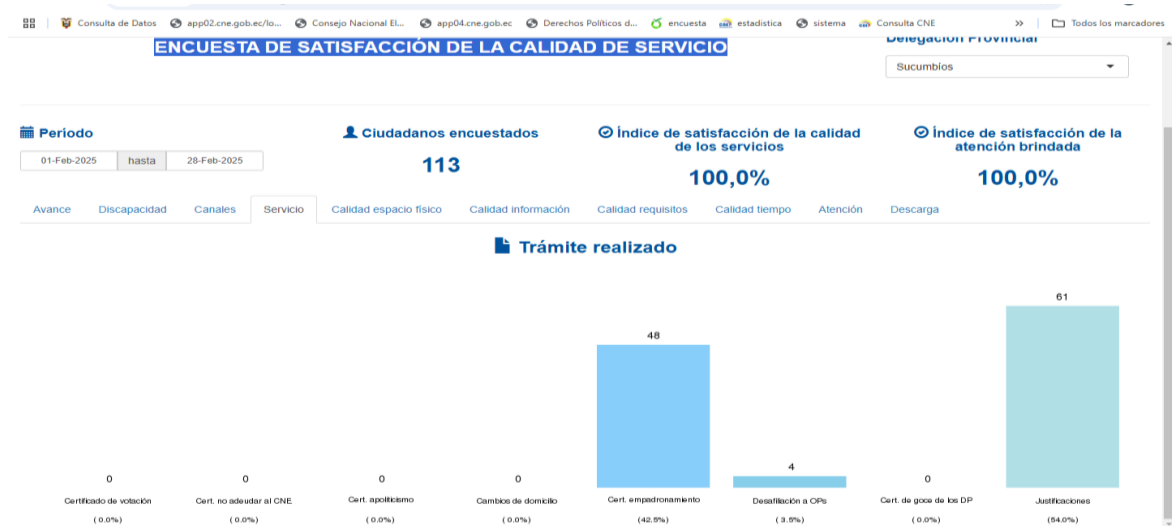 Consulta de Datos app02.cne.gob.ec/lo... Consejo Nacional El... app04.cne.gob.ec Derechos Políticos d... encuesta estadistica sistema Consulta CNE » Todos los marcadores
ENCUESTA DE SATISFACCIÓN DE LA CALIDAD DE SERVICIO
Delegación Provincial
Sucumbíos
Periodo
01-Feb-2025 hasta 28-Feb-2025
Ciudadanos encuestados
113
Índice de satisfacción de la calidad
de los servicios
100,0%
Índice de satisfacción de la
atención brindada
100,0%
Avance Discapacidad Canales Servicio Calidad espacio físico Calidad información Calidad requisitos Calidad tiempo Atención Descarga
Trámite realizado
0 0 0 0 48 4 0 61
Certificado de votación Cert. no adeudar al CNE Cert. apoliticismo Cambios de domicilio Cert. empadronamiento Desafiliación a OPs Cert. de goce de los DP Justificaciones
( 0.0%) ( 0.0%) ( 0.0%) ( 0.0%) (42.5%) ( 3.5%) ( 0.0%) (54.0%)